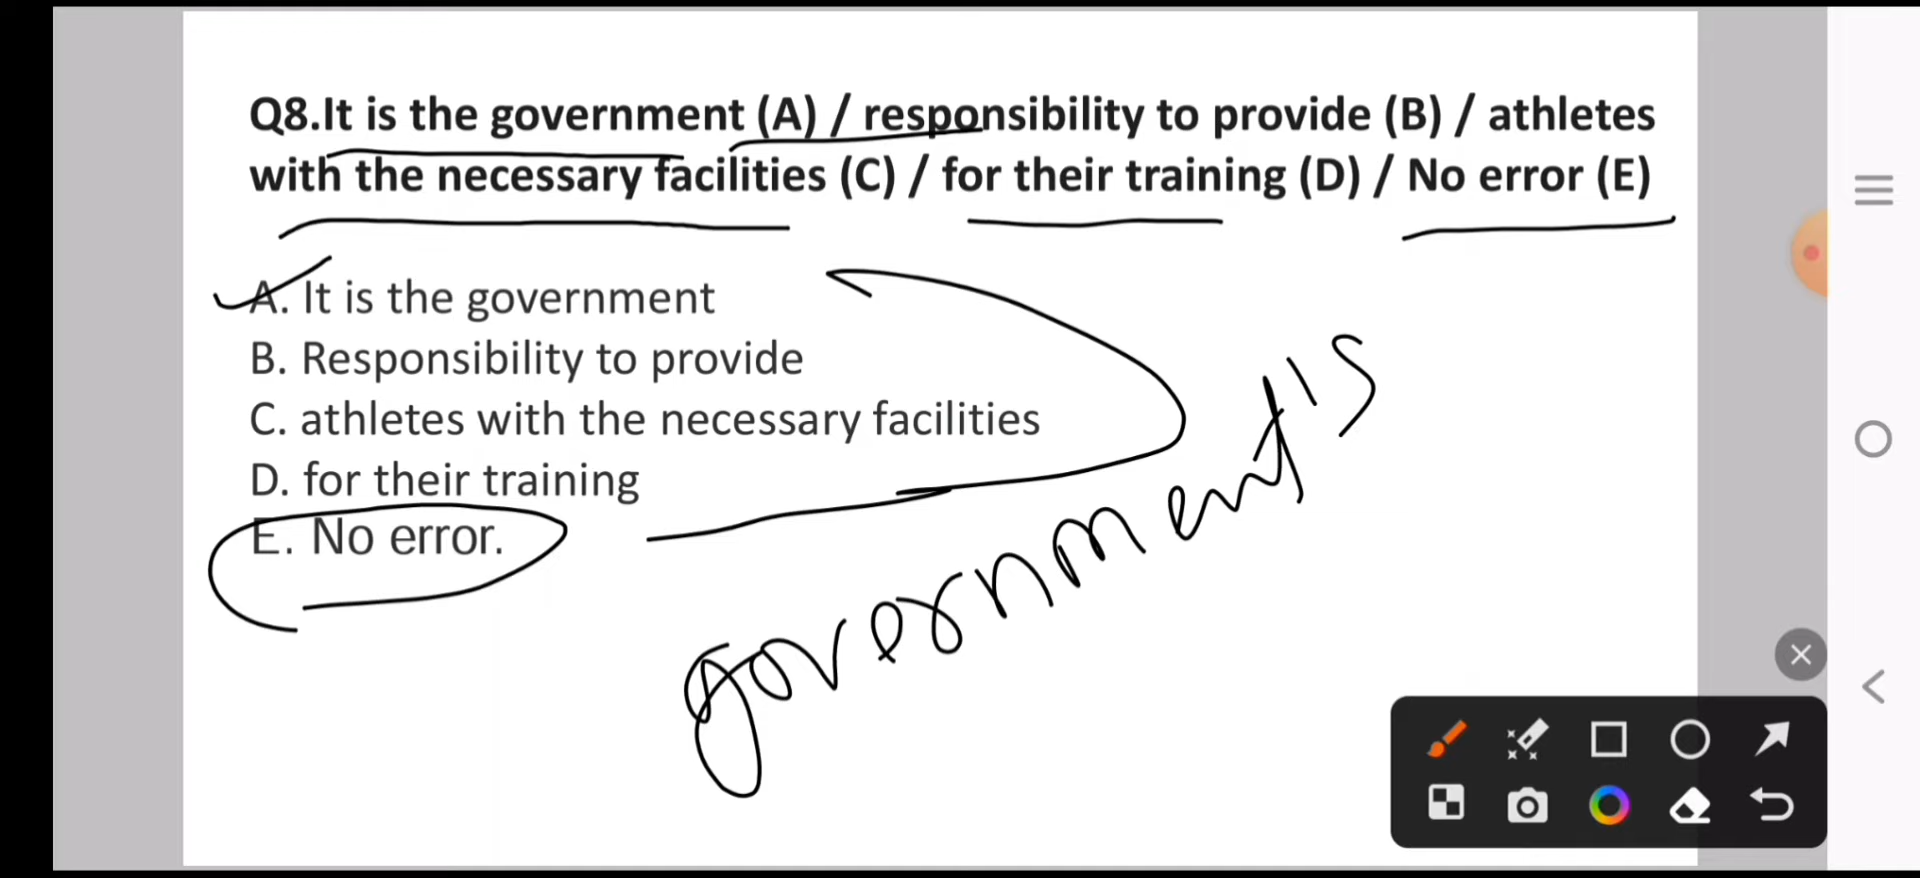 Q8.It is the government (A) / responsibility to provide (B) / athletes
with the necessary facilities (C) / for their training (D) / No error (E)
A. It is the government
B. Responsibility to provide
C. athletes with the necessary facilities
D. for their training
E. No error.
government's